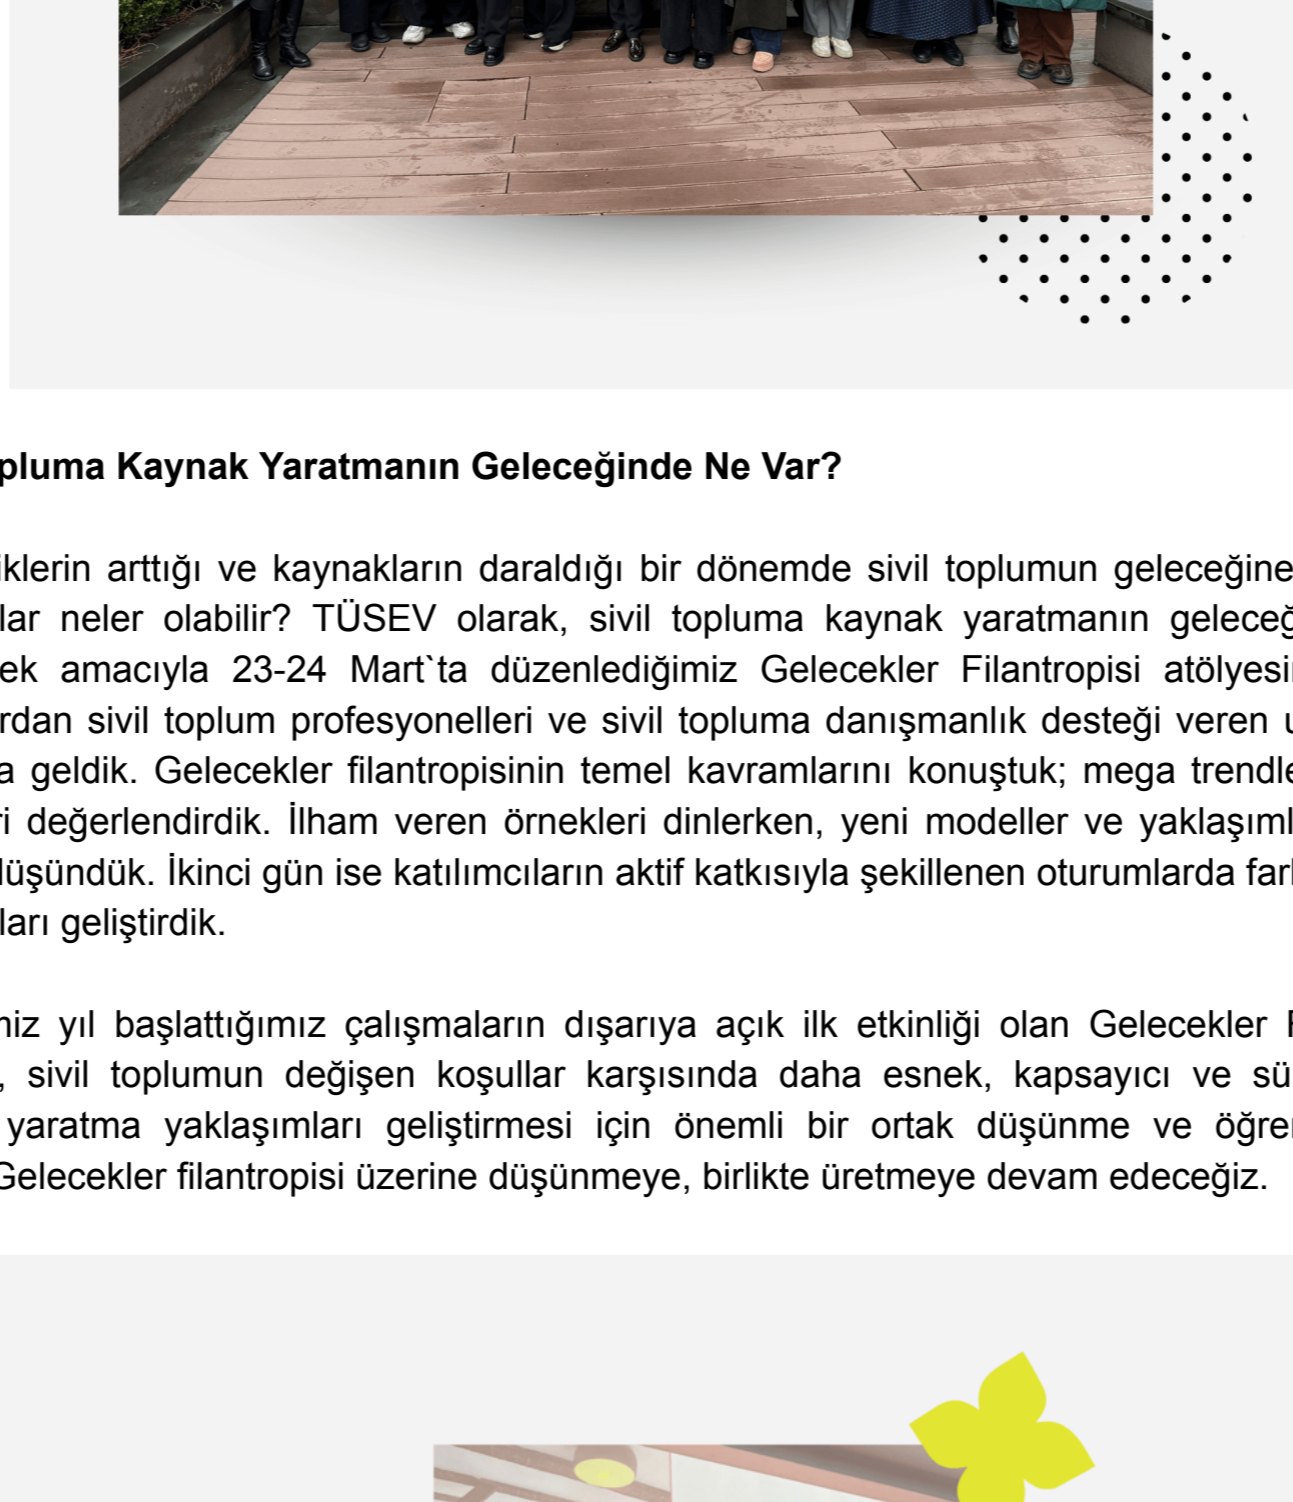 pluma Kaynak Yaratmanın Geleceğinde Ne Var?
iklerin arttığı ve kaynakların daraldığı bir dönemde sivil toplumun geleceğine
lar neler olabilir? TÜSEV olarak, sivil topluma kaynak yaratmanın geleceğ
ek amacıyla 23-24 Mart`ta düzenlediğimiz Gelecekler Filantropisi atölyesi
rdan sivil toplum profesyonelleri ve sivil topluma danışmanlık desteği veren u
a geldik. Gelecekler filantropisinin temel kavramlarını konuştuk; mega trendle
ri değerlendirdik. İlham veren örnekleri dinlerken, yeni modeller ve yaklaşıml
lüşündük. İkinci gün ise katılımcıların aktif katkısıyla şekillenen oturumlarda far
ları geliştirdik.
niz yıl başlattığımız çalışmaların dışarıya açık ilk etkinliği olan Gelecekler F
, sivil toplumun değişen koşullar karşısında daha esnek, kapsayıcı ve sü
yaratma yaklaşımları geliştirmesi için önemli bir ortak düşünme ve öğre
Gelecekler filantropisi üzerine düşünmeye, birlikte üretmeye devam edeceğiz.